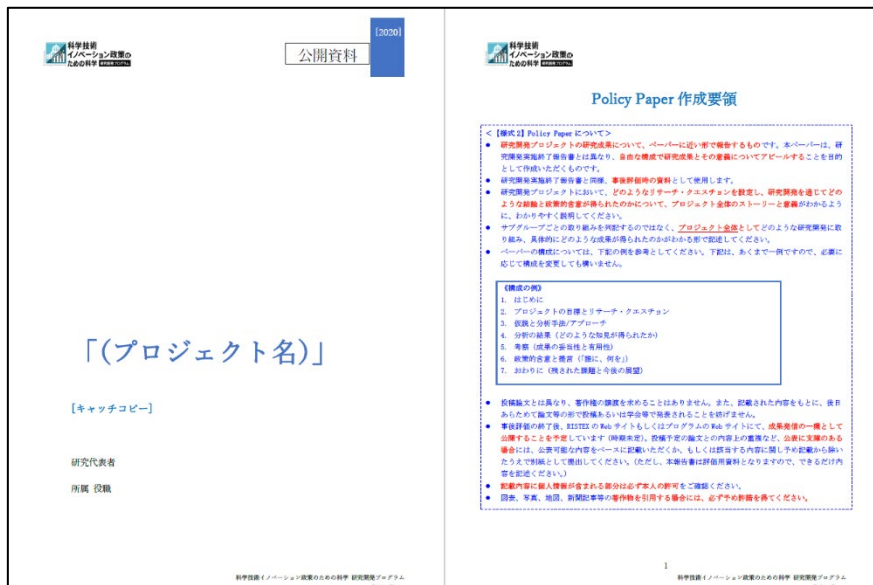 科学技術
イノベーション政策の
ための科学 研究開発プログラム
[2020]
公開資料
「(プロジェクト名)」
[キャッチコピー]
研究代表者
所属 役職
科学技術イノベーション政策のための科学 研究開発プログラム
科学技術
イノベーション政策の
ための科学 研究開発プログラム
Policy Paper 作成要領
<【様式2】Policy Paper について>
● 研究開発プロジェクトの研究成果について、ペーパーに近い形で報告するものです。本ペーパーは、研
究開発実施終了報告書とは異なり、自由な構成で研究成果とその意義についてアピールすることを目的
として作成いただくものです。
● 研究開発実施終了報告書と同様、事後評価時の資料として使用します。
● 研究開発プロジェクトにおいて、どのようなリサーチ・クエスチョンを設定し、研究開発を通じてどの
ような結論と政策的含意が得られたのかについて、プロジェクト全体のストーリーと意義がわかるよう
に、わかりやすく説明してください。
● サブグループごとの取り組みを列記するのではなく、プロジェクト全体としてどのような研究開発に取
り組み、具体的にどのような成果が得られたのかがわかる形で記述してください。
● ペーパーの構成については、下記の例を参考としてください。下記は、あくまで一例ですので、必要に
応じて構成を変更しても構いません。
《構成の例》
1. はじめに
2. プロジェクトの目標とリサーチ・クエスチョン
3. 仮説と分析手法/アプローチ
4. 分析の結果(どのような知見が得られたか)
5. 考察(成果の妥当性と有用性)
6. 政策的含意と提言(「誰に、何を」)
7. おわりに(残された課題と今後の展望)
● 投稿論文とは異なり、著作権の譲渡を求めることはありません。また、記載された内容をもとに、後日
あらためて論文等の形で投稿あるいは学会等で発表されることを妨げません。
● 事後評価の終了後、RISTEX の Web サイトもしくはプログラムの Web サイトにて、成果発信の一環として
公開することを予定しています(時期未定)。投稿予定の論文との内容上の重複など、公表に支障のある
場合には、公表可能な内容をベースに記載いただくか、もしくは該当する内容に関し予め記載から除い
たうえで別紙として提出してください。(ただし、本報告書は評価用資料となりますので、できるだけ内
容を記述ください。)
● 記載内容に個人情報が含まれる部分は必ず本人の許可をご確認ください。
● 図表、写真、地図、新聞記事等の著作物を引用する場合には、必ず予め許諾を得てください。
1
科学技術イノベーション政策のための科学 研究開発プログラム